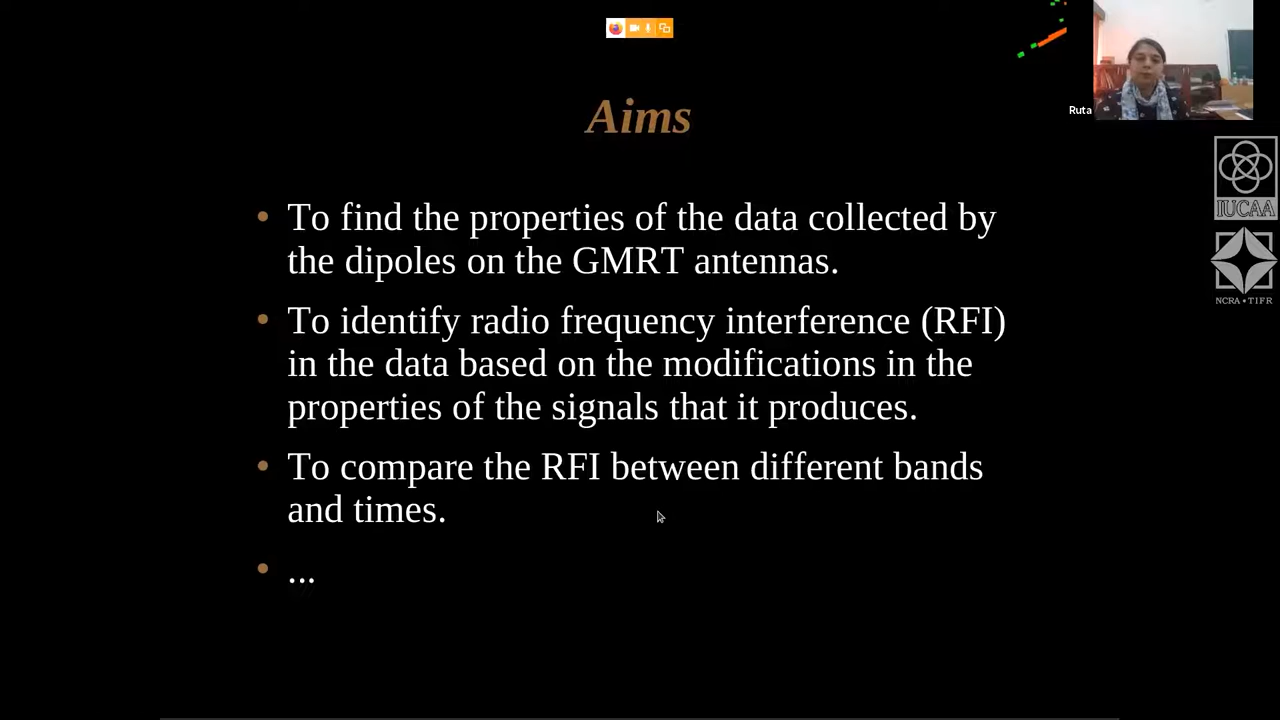 Aims
Ruta
• To find the properties of the data collected by
the dipoles on the GMRT antennas.
• To identify radio frequency interference (RFI)
in the data based on the modifications in the
properties of the signals that it produces.
• To compare the RFI between different bands
and times.
• ...
IUCAA
NCRA•TIFR